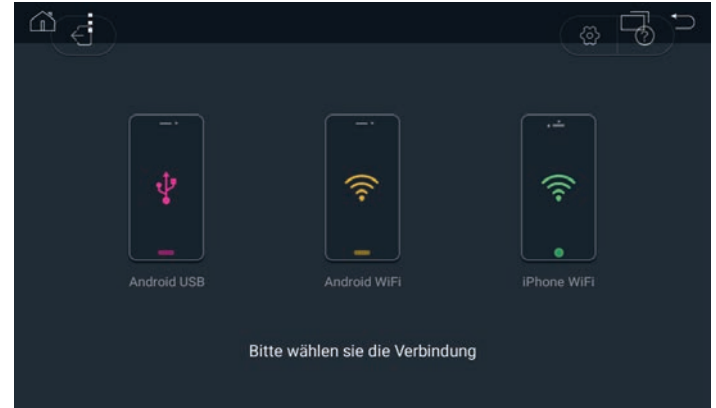 Android USB
Android WiFi
iPhone WiFi
Bitte wählen sie die Verbindung